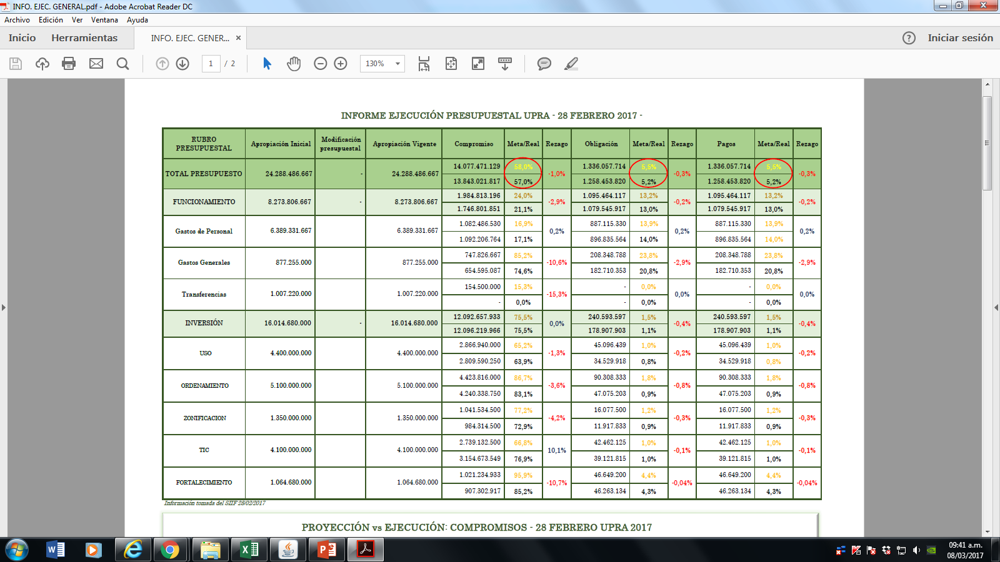 INFO. EJEC. GENERAL.pdf - Adobe Acrobat Reader DC
Archivo Edición Ver Ventana Ayuda
Inicio Herramientas INFO. EJEC. GENER... × ? Iniciar sesión
1 / 2 130%
INFORME EJECUCIÓN PRESUPUESTAL UPRA - 28 FEBRERO 2017 -
RUBRO PRESUPUESTAL Apropiación Inicial Modificación presupuestal Apropiación Vigente Compromiso Meta/Real Rezago Obligación Meta/Real Rezago Pagos Meta/Real Rezago
TOTAL PRESUPUESTO 24.288.486.667 - 24.288.486.667 14.077.471.129 58,0% -1,0% 1.336.057.714 5,5% -0,3% 1.336.057.714 5,5% -0,3%
13.843.021.817 57,0% 1.258.453.820 5,2% 1.258.453.820 5,2%
FUNCIONAMIENTO 8.273.806.667 - 8.273.806.667 1.984.813.196 24,0% -2,9% 1.095.464.117 13,2% -0,2% 1.095.464.117 13,2% -0,2%
1.746.801.851 21,1% 1.079.545.917 13,0% 1.079.545.917 13,0%
Gastos de Personal 6.389.331.667 6.389.331.667 1.082.486.530 16,9% 0,2% 887.115.330 13,9% 0,2% 887.115.330 13,9% 0,2%
1.092.206.764 17,1% 896.835.564 14,0% 896.835.564 14,0%
Gastos Generales 877.255.000 877.255.000 747.826.667 85,2% -10,6% 208.348.788 23,8% -2,9% 208.348.788 23,8% -2,9%
654.595.087 74,6% 182.710.353 20,8% 182.710.353 20,8%
Transferencias 1.007.220.000 1.007.220.000 154.500.000 15,3% -15,3% - 0,0% 0,0% - 0,0% 0,0%
- 0,0% - 0,0% - 0,0%
INVERSIÓN 16.014.680.000 - 16.014.680.000 12.092.657.933 75,5% 0,0% 240.593.597 1,5% -0,4% 240.593.597 1,5% -0,4%
12.096.219.966 75,5% 178.907.903 1,1% 178.907.903 1,1%
USO 4.400.000.000 4.400.000.000 2.866.940.000 65,2% -1,3% 45.096.439 1,0% -0,2% 45.096.439 1,0% -0,2%
2.809.590.250 63,9% 34.529.918 0,8% 34.529.918 0,8%
ORDENAMIENTO 5.100.000.000 5.100.000.000 4.423.816.000 86,7% -3,6% 90.308.333 1,8% -0,8% 90.308.333 1,8% -0,8%
4.240.338.750 83,1% 47.075.203 0,9% 47.075.203 0,9%
ZONIFICACION 1.350.000.000 1.350.000.000 1.041.534.500 77,2% -4,2% 16.077.500 1,2% -0,3% 16.077.500 1,2% -0,3%
984.314.500 72,9% 11.917.833 0,9% 11.917.833 0,9%
TIC 4.100.000.000 4.100.000.000 2.739.132.500 66,8% 10,1% 42.462.125 1,0% -0,1% 42.462.125 1,0% -0,1%
3.154.673.549 76,9% 39.121.815 1,0% 39.121.815 1,0%
FORTALECIMIENTO 1.064.680.000 1.064.680.000 1.021.234.933 95,9% -10,7% 46.649.200 4,4% -0,04% 46.649.200 4,4% -0,04%
907.302.917 85,2% 46.263.134 4,3% 46.263.134 4,3%
Información tomada del SIIF 28/02/2017
PROYECCIÓN vs EJECUCIÓN: COMPROMISOS - 28 FEBRERO UPRA 2017
09:41 a.m.
08/03/2017